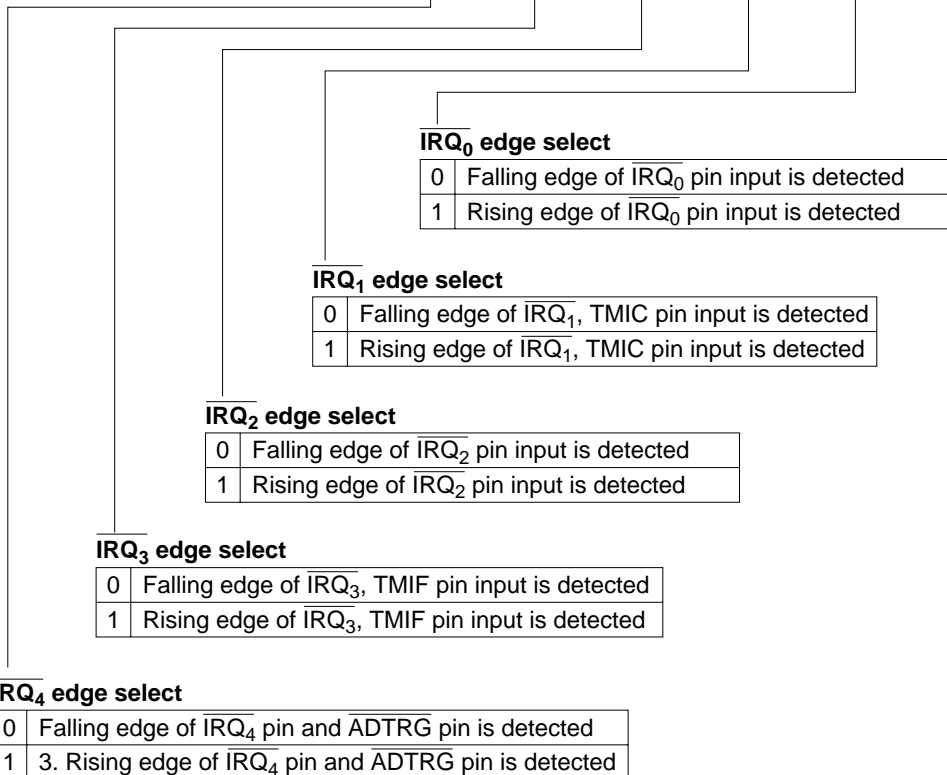 IRQ0 edge select
0 Falling edge of IRQ0 pin input is detected
1 Rising edge of IRQ0 pin input is detected
IRQ1 edge select
0 Falling edge of IRQ1, TMIC pin input is detected
1 Rising edge of IRQ1, TMIC pin input is detected
IRQ2 edge select
0 Falling edge of IRQ2 pin input is detected
1 Rising edge of IRQ2 pin input is detected
IRQ3 edge select
0 Falling edge of IRQ3, TMIF pin input is detected
1 Rising edge of IRQ3, TMIF pin input is detected
RQ4 edge select
0 Falling edge of IRQ4 pin and ADTRG pin is detected
1 3. Rising edge of IRQ4 pin and ADTRG pin is detected